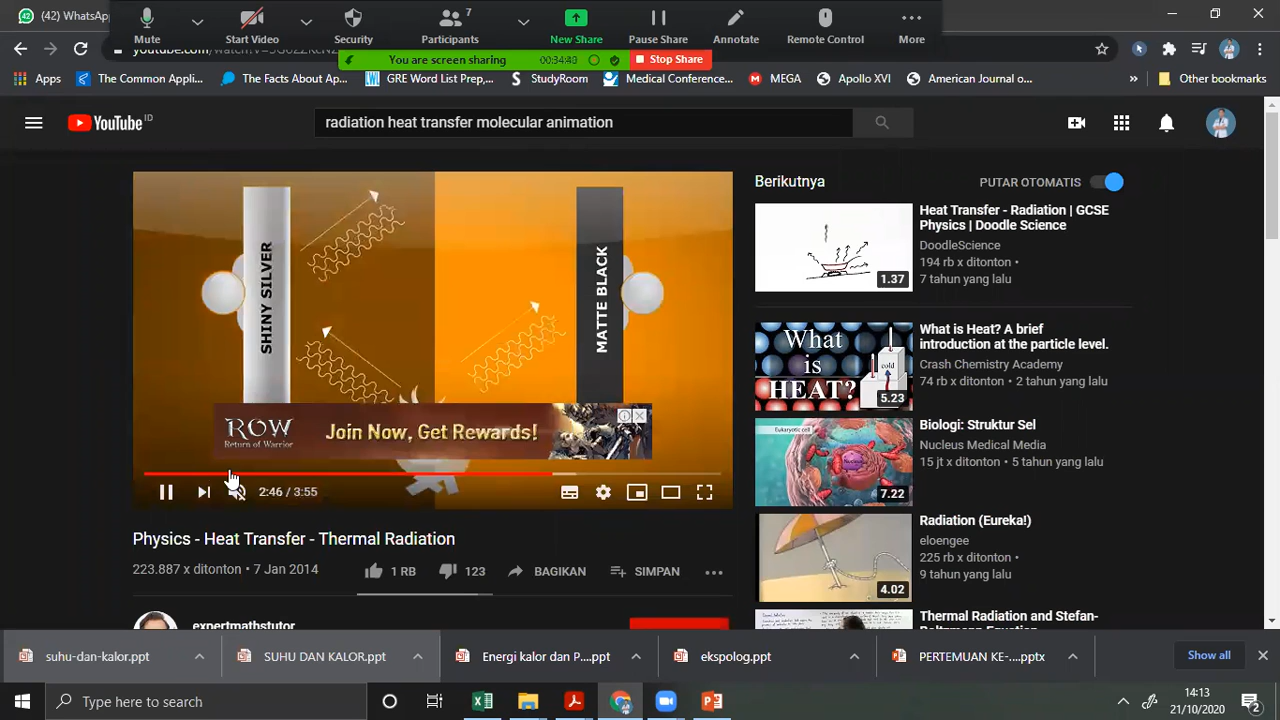 (42) WhatsApp
Mute
Start Video
Security
7
Participants
New Share
Pause Share
Annotate
Remote Control
More
You are screen sharing
00:34:40
Stop Share
Apps
The Common Appli...
The Facts About Ap...
GRE Word List Prep,...
StudyRoom
Medical Conference...
MEGA
Apollo XVI
American Journal o...
»
Other bookmarks
YouTube ID
radiation heat transfer molecular animation
Berikutnya
PUTAR OTOMATIS
SHINY SILVER
MATTE BLACK
ROW
Return of Warrior
Join Now, Get Rewards!
2:46 / 3:55
Physics - Heat Transfer - Thermal Radiation
223.887 x ditonton • 7 Jan 2014
1 RB
123
BAGIKAN
SIMPAN
expertmathstutor
1.37
Heat Transfer - Radiation | GCSE
Physics | Doodle Science
DoodleScience
194 rb x ditonton •
7 tahun yang lalu
What
is
HEAT?
cold
5.23
What is Heat? A brief
introduction at the particle level.
Crash Chemistry Academy
74 rb x ditonton • 2 tahun yang lalu
Eukaryotic cell
7.22
Biologi: Struktur Sel
Nucleus Medical Media
15 jt x ditonton • 5 tahun yang lalu
4.02
Radiation (Eureka!)
eloengee
225 rb x ditonton •
9 tahun yang lalu
Thermal Radiation and Stefan-
suhu-dan-kalor.ppt
SUHU DAN KALOR.ppt
Energi kalor dan P....ppt
ekspolog.ppt
PERTEMUAN KE-....pptx
Show all
Type here to search
14:13
21/10/2020
2